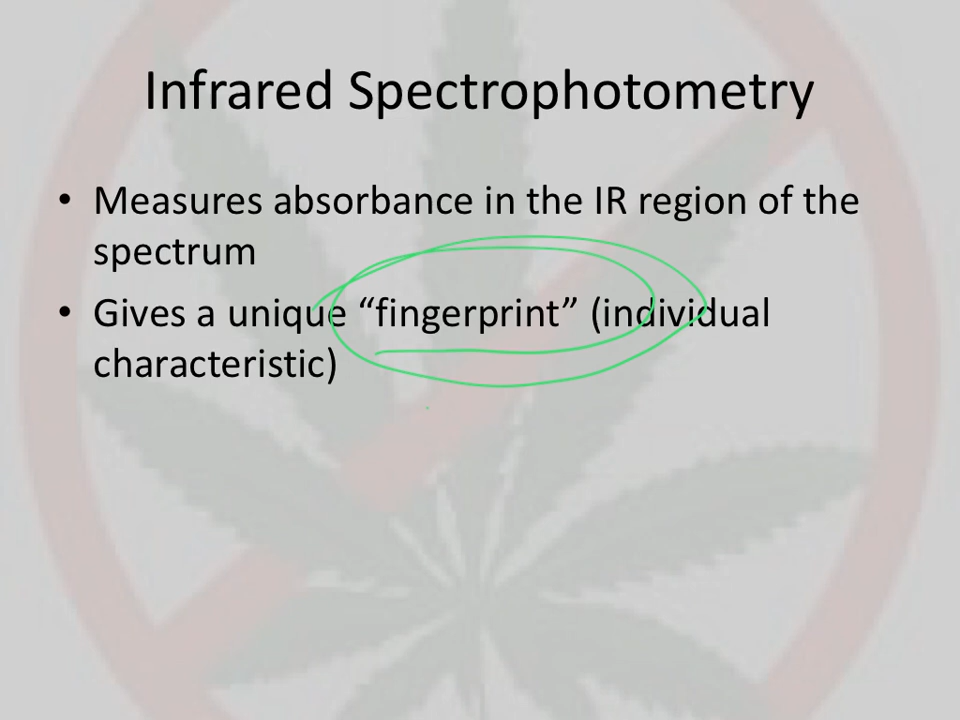 Infrared Spectrophotometry
• Measures absorbance in the IR region of the
spectrum
• Gives a unique “fingerprint” (individual
characteristic)